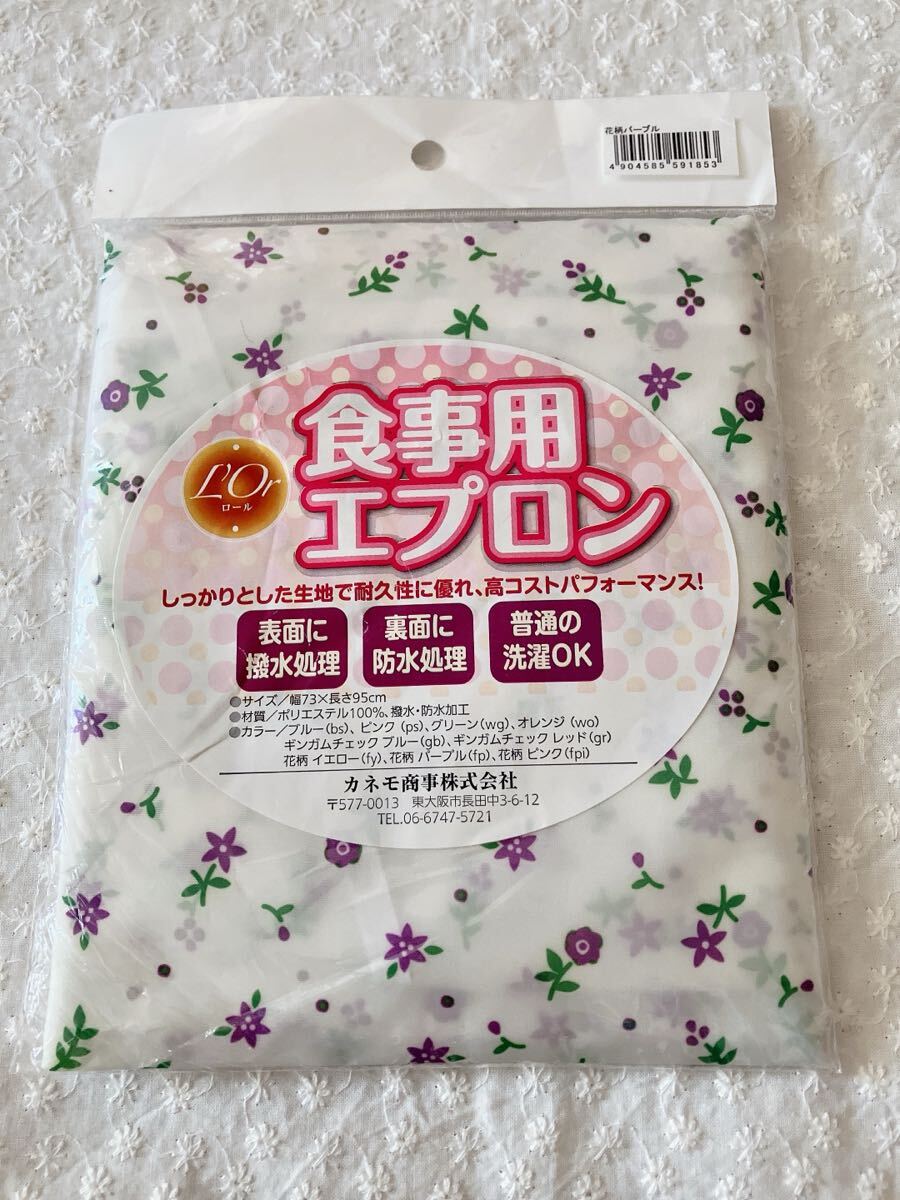 花柄パープル
4 904585 591853
食事用
エプロン
L'Or
ロール
しっかりとした生地で耐久性に優れ、高コストパフォーマンス!
表面に
撥水処理
裏面に
防水処理
普通の
洗濯OK
●サイズ/幅73×長さ95cm
●材質/ポリエステル100%、撥水・防水加工
●カラー/ブルー(bs)、ピンク(ps)、グリーン(wg)、オレンジ(wo)
ギンガムチェック ブルー(gb)、ギンガムチェック レッド(gr)
花柄 イエロー(fy)、花柄 パープル(fp)、花柄 ピンク(fpi)
カネモ商事株式会社
〒577-0013 東大阪市長田中3-6-12
TEL.06-6747-5721